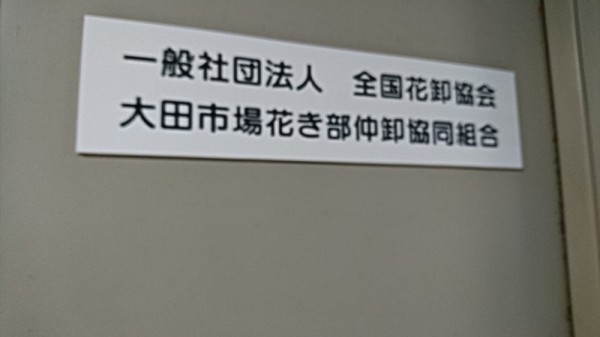 一般社団法人　全国花卸協会
大田市場花き部仲卸協同組合